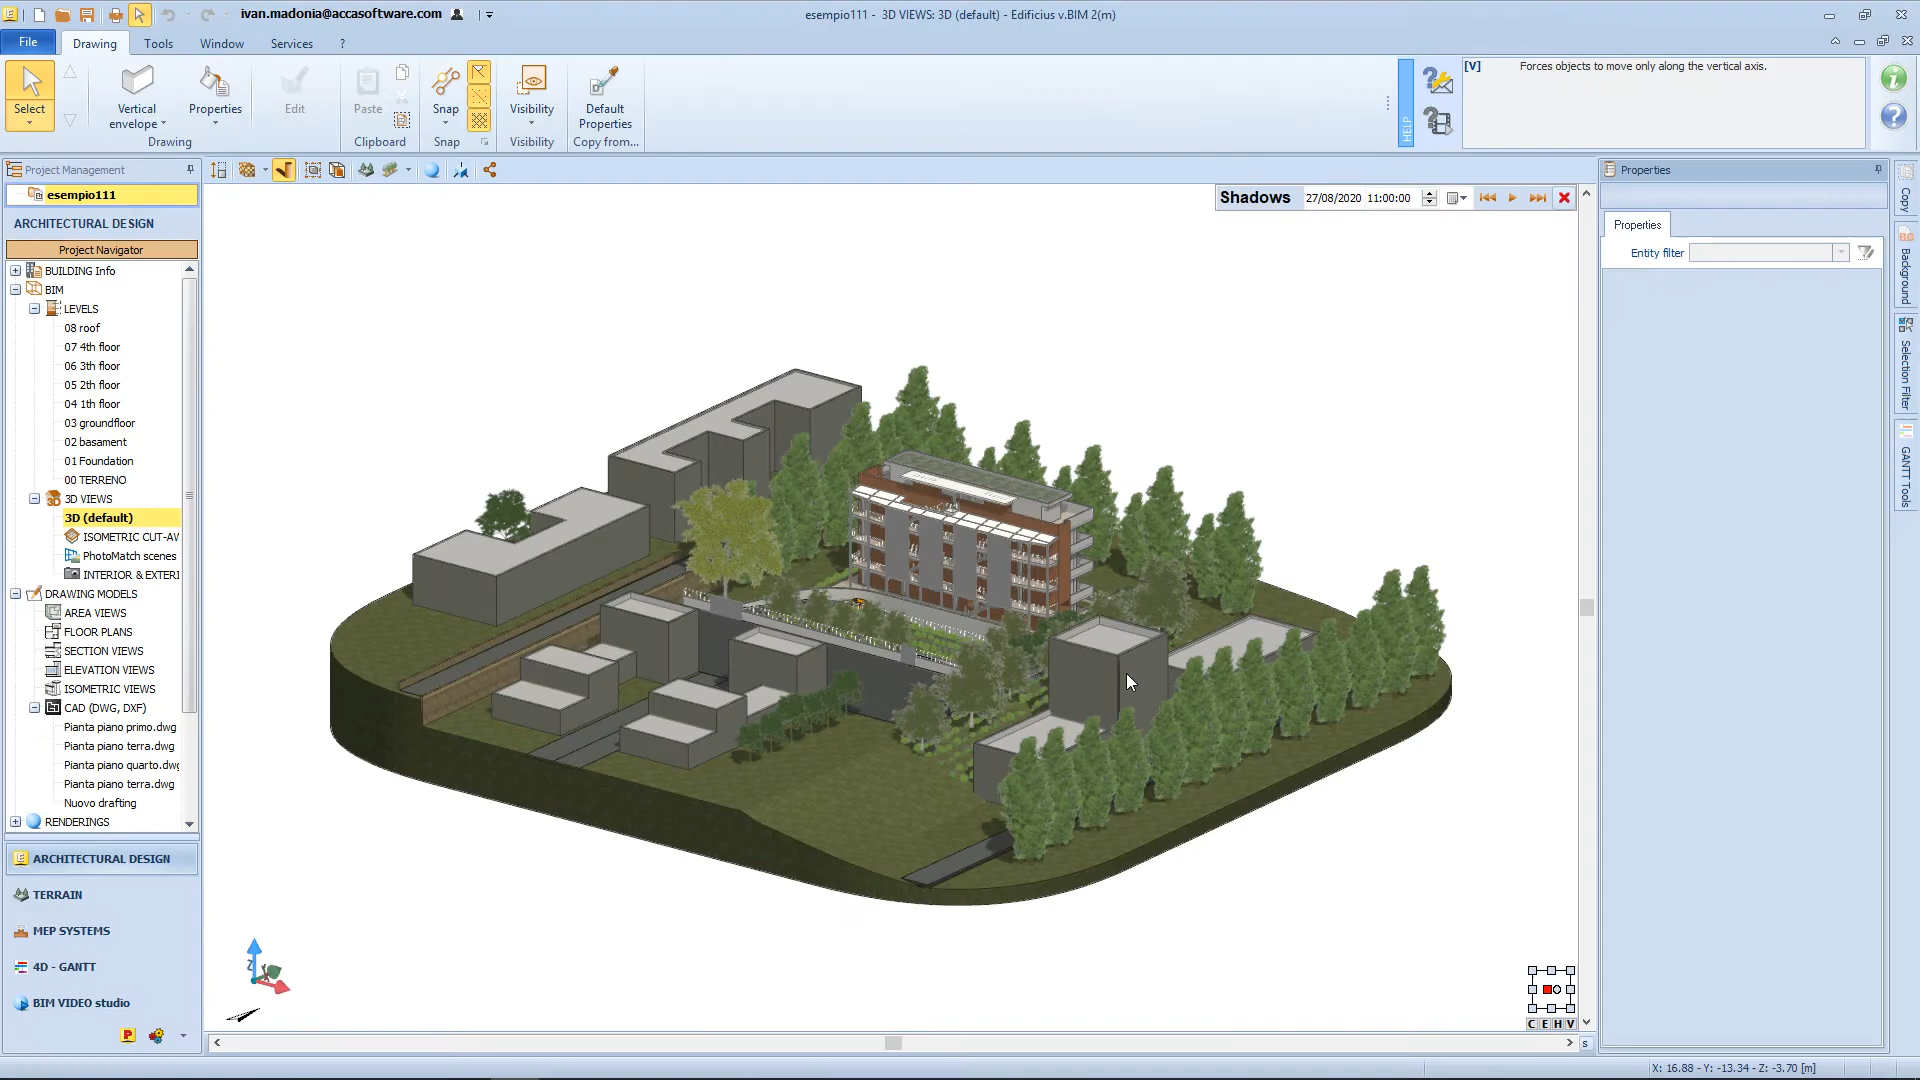 ivan.madonia@accasoftware.com
esempio111 - 3D VIEWS: 3D (default) - Edificius v.BIM 2(m)
File
Drawing
Tools
Window
Services
?
Select
Vertical envelope
Properties
Edit
Paste
Snap
Visibility
Default Properties
Drawing
Clipboard
Snap
Visibility
Copy from...
HELP
[V]
Forces objects to move only along the vertical axis.
Project Management
esempio111
ARCHITECTURAL DESIGN
Project Navigator
BUILDING Info
BIM
LEVELS
08 roof
07 4th floor
06 3th floor
05 2th floor
04 1th floor
03 groundfloor
02 basament
01 Foundation
00 TERRENO
3D VIEWS
3D (default)
ISOMETRIC CUT-AW
PhotoMatch scenes
INTERIOR & EXTERI
DRAWING MODELS
AREA VIEWS
FLOOR PLANS
SECTION VIEWS
ELEVATION VIEWS
ISOMETRIC VIEWS
CAD (DWG, DXF)
Pianta piano primo.dwg
Pianta piano terra.dwg
Pianta piano quarto.dwg
Pianta piano terra.dwg
Nuovo drafting
RENDERINGS
ARCHITECTURAL DESIGN
TERRAIN
MEP SYSTEMS
4D - GANTT
BIM VIDEO studio
P
Shadows
27/08/2020 11:00:00
Z
C E H V
S
Properties
Properties
Entity filter
Copy
BG
Background
Selection Filter
GANTT Tools
X: 16.88 - Y: -13.34 - Z: -3.70 [m]